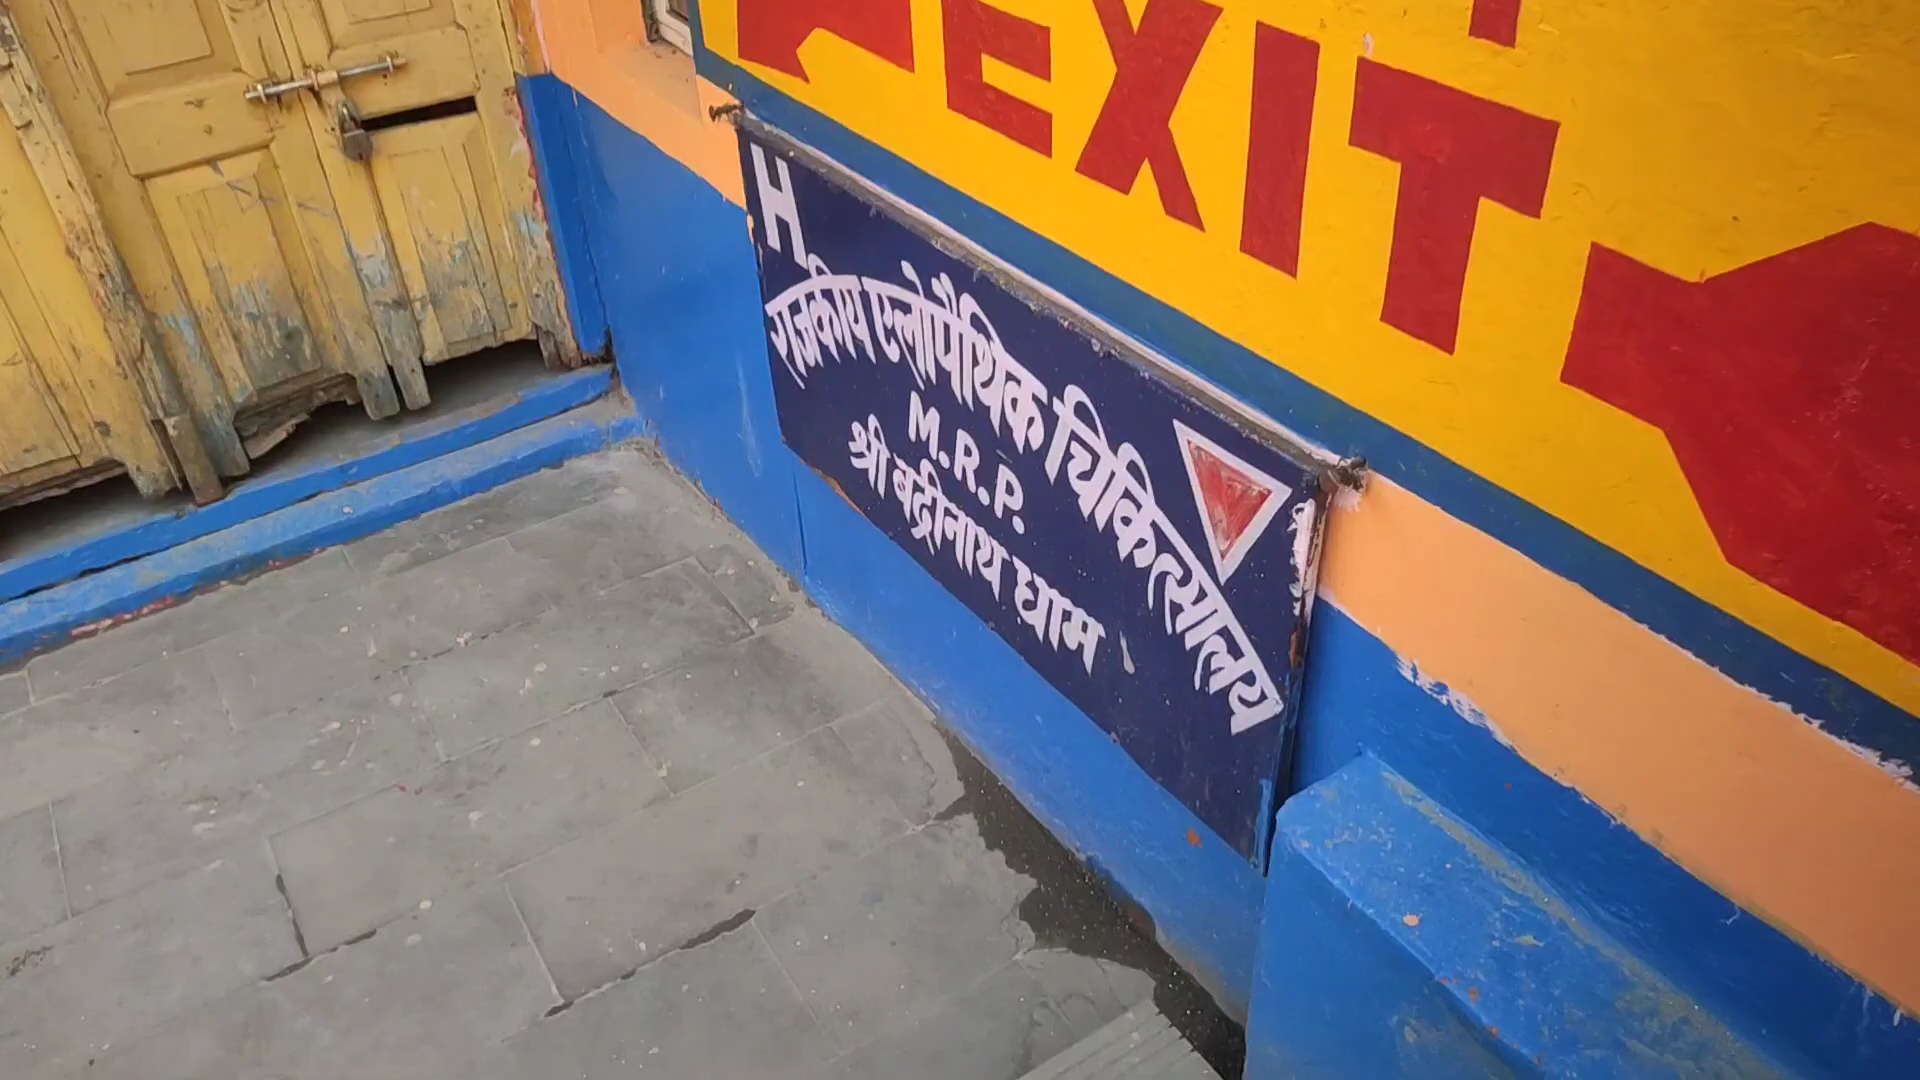 EXIT
H
राजकीय एलोपैथिक चिकित्सालय
M.R.P.
श्री बद्रीनाथ धाम